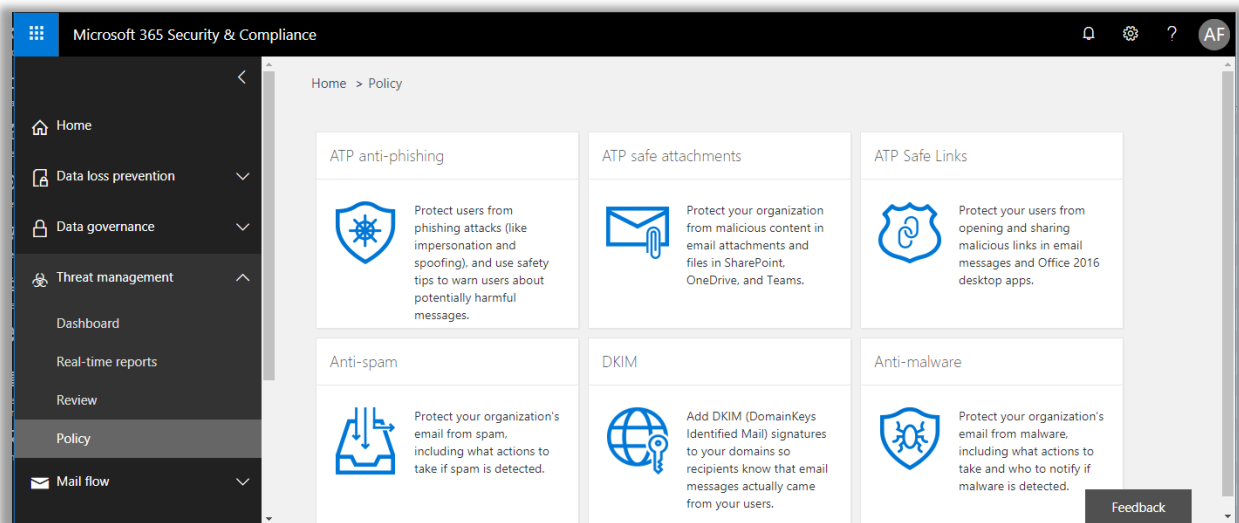 Microsoft 365 Security & Compliance
?
AF
Home
Data loss prevention
Data governance
Threat management
Dashboard
Real-time reports
Review
Policy
Mail flow
Home > Policy
ATP anti-phishing
Protect users from
phishing attacks (like
impersonation and
spoofing), and use safety
tips to warn users about
potentially harmful
messages.
ATP safe attachments
Protect your organization
from malicious content in
email attachments and
files in SharePoint,
OneDrive, and Teams.
ATP Safe Links
Protect your users from
opening and sharing
malicious links in email
messages and Office 2016
desktop apps.
Anti-spam
Protect your organization's
email from spam,
including what actions to
take if spam is detected.
DKIM
Add DKIM (DomainKeys
Identified Mail) signatures
to your domains so
recipients know that email
messages actually came
from your users.
Anti-malware
Protect your organization's
email from malware,
including what actions to
take and who to notify if
malware is detected.
Feedback